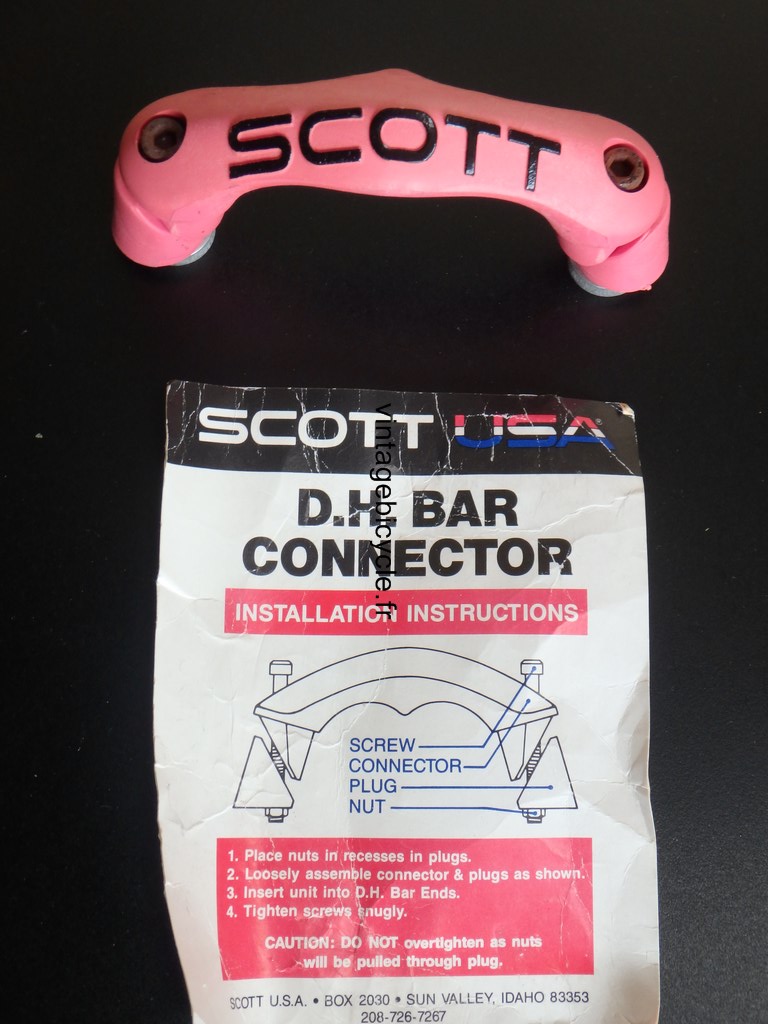 SCOTT
SCOTT USA®
D.H. BAR
CONNECTOR
INSTALLATION INSTRUCTIONS
SCREW
CONNECTOR
PLUG
NUT
1. Place nuts in recesses in plugs.
2. Loosely assemble connector & plugs as shown.
3. Insert unit into D.H. Bar Ends.
4. Tighten screws snugly.
CAUTION: DO NOT overtighten as nuts
will be pulled through plug.
SCOTT U.S.A. • BOX 2030 • SUN VALLEY, IDAHO 83353
208-726-7267
vintagebicycle.fr